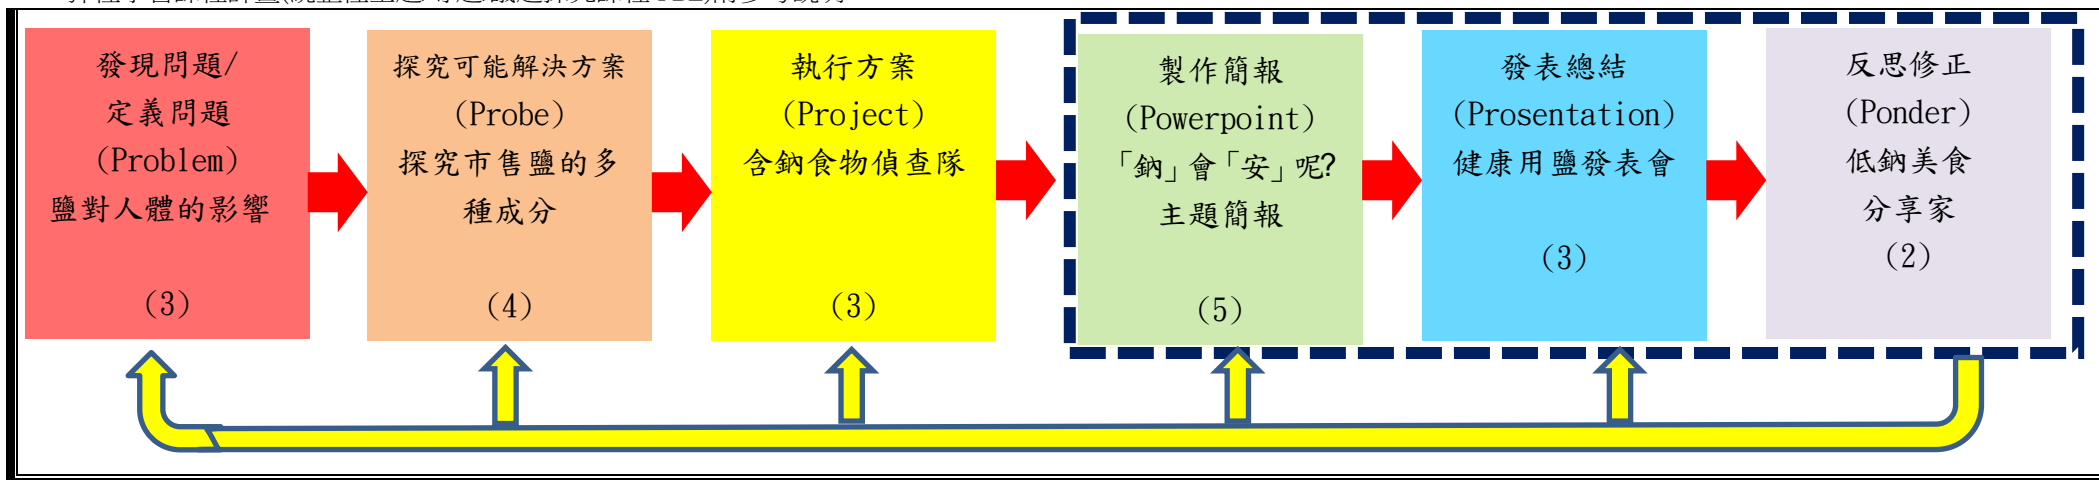 發現問題/
定義問題
(Problem)
鹽對人體的影響
(3)
探究可能解決方案
(Probe)
探究市售鹽的多
種成分
(4)
執行方案
(Project)
含鈉食物偵查隊
(3)
製作簡報
(Powerpoint)
「鈉」會「安」呢?
主題簡報
(5)
發表總結
(Prosentation)
健康用鹽發表會
(3)
反思修正
(Ponder)
低鈉美食
分享家
(2)